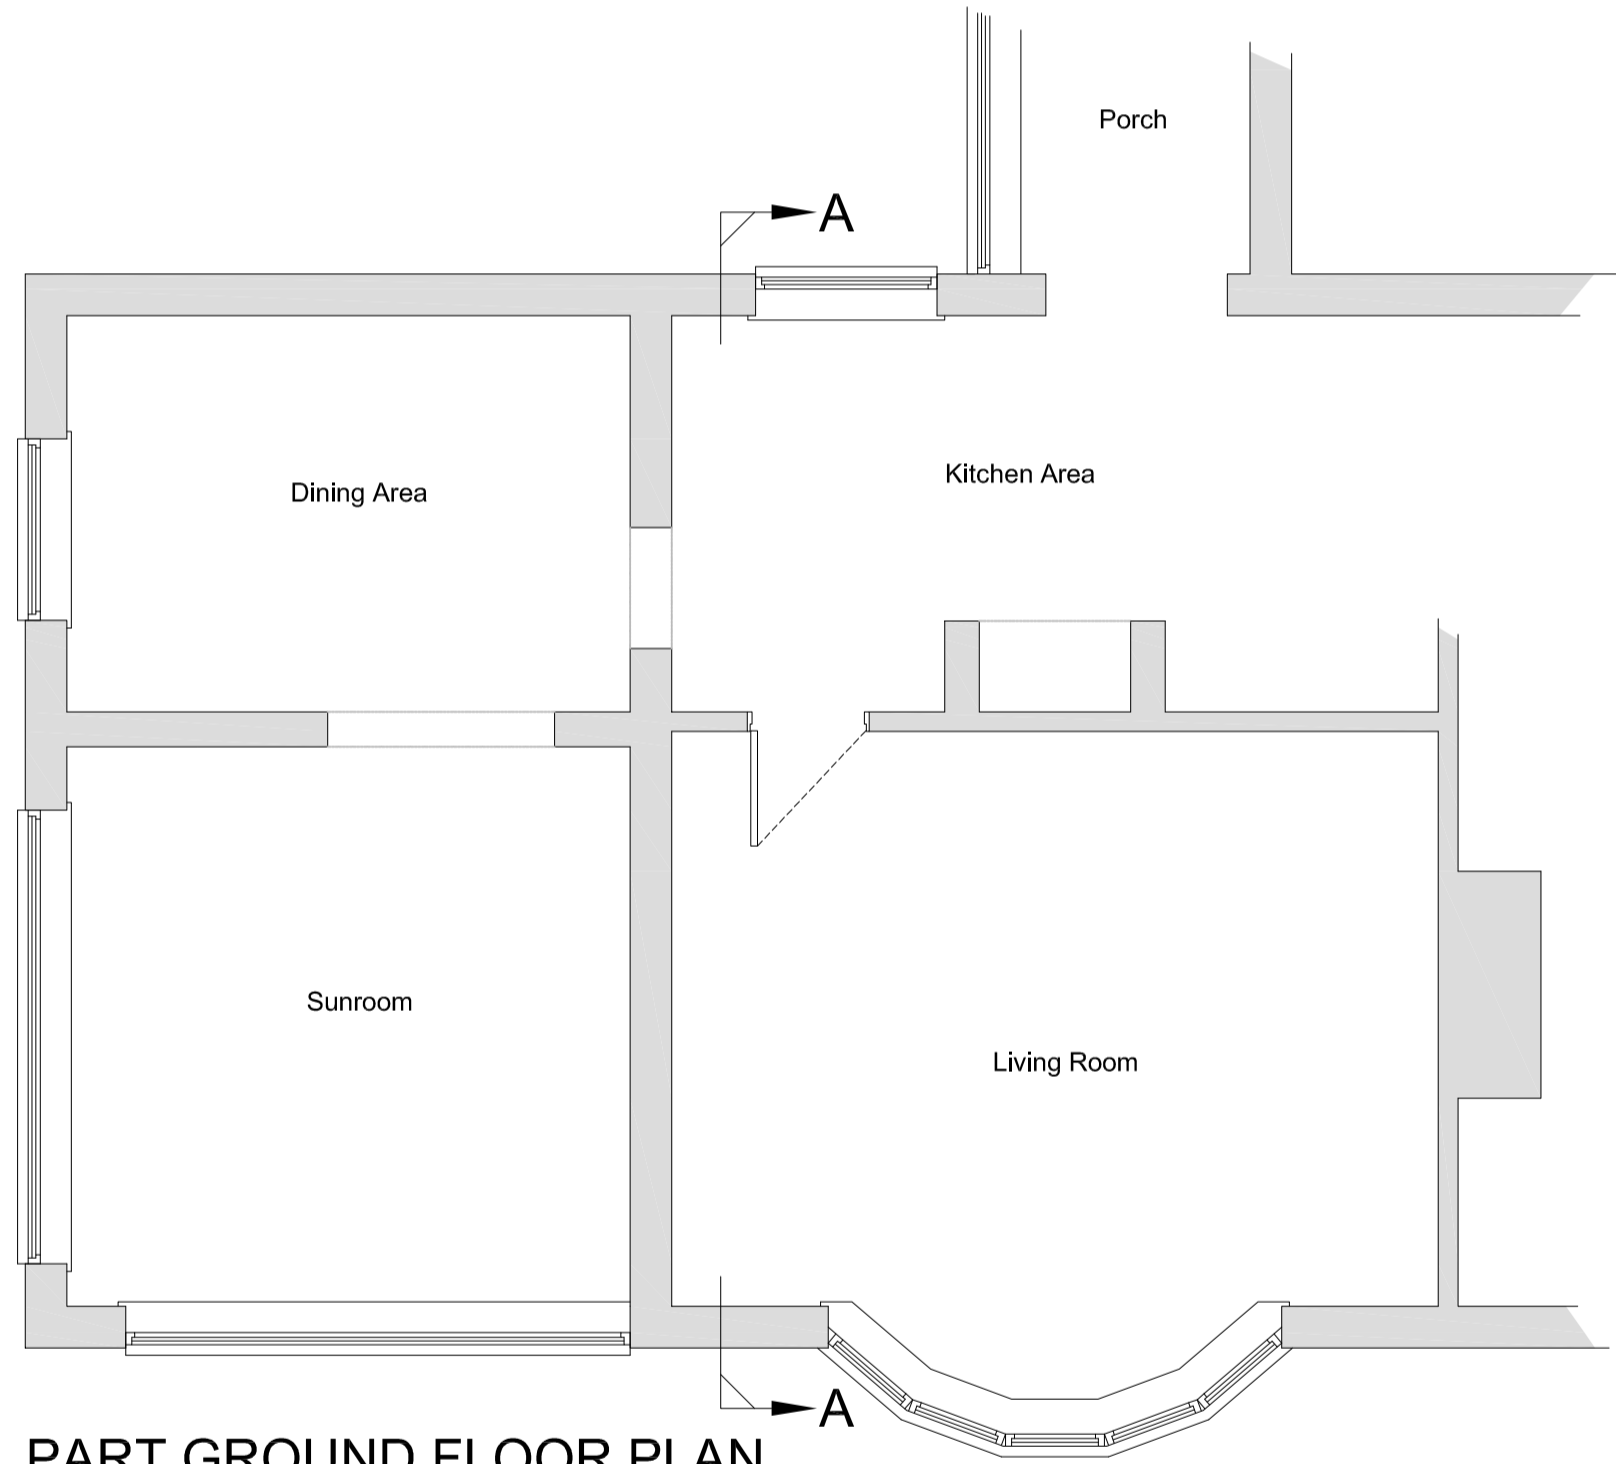 Porch
A
Kitchen Area
Dining Area
Sunroom
Living Room
A
PART GROUND FLOOR PLAN